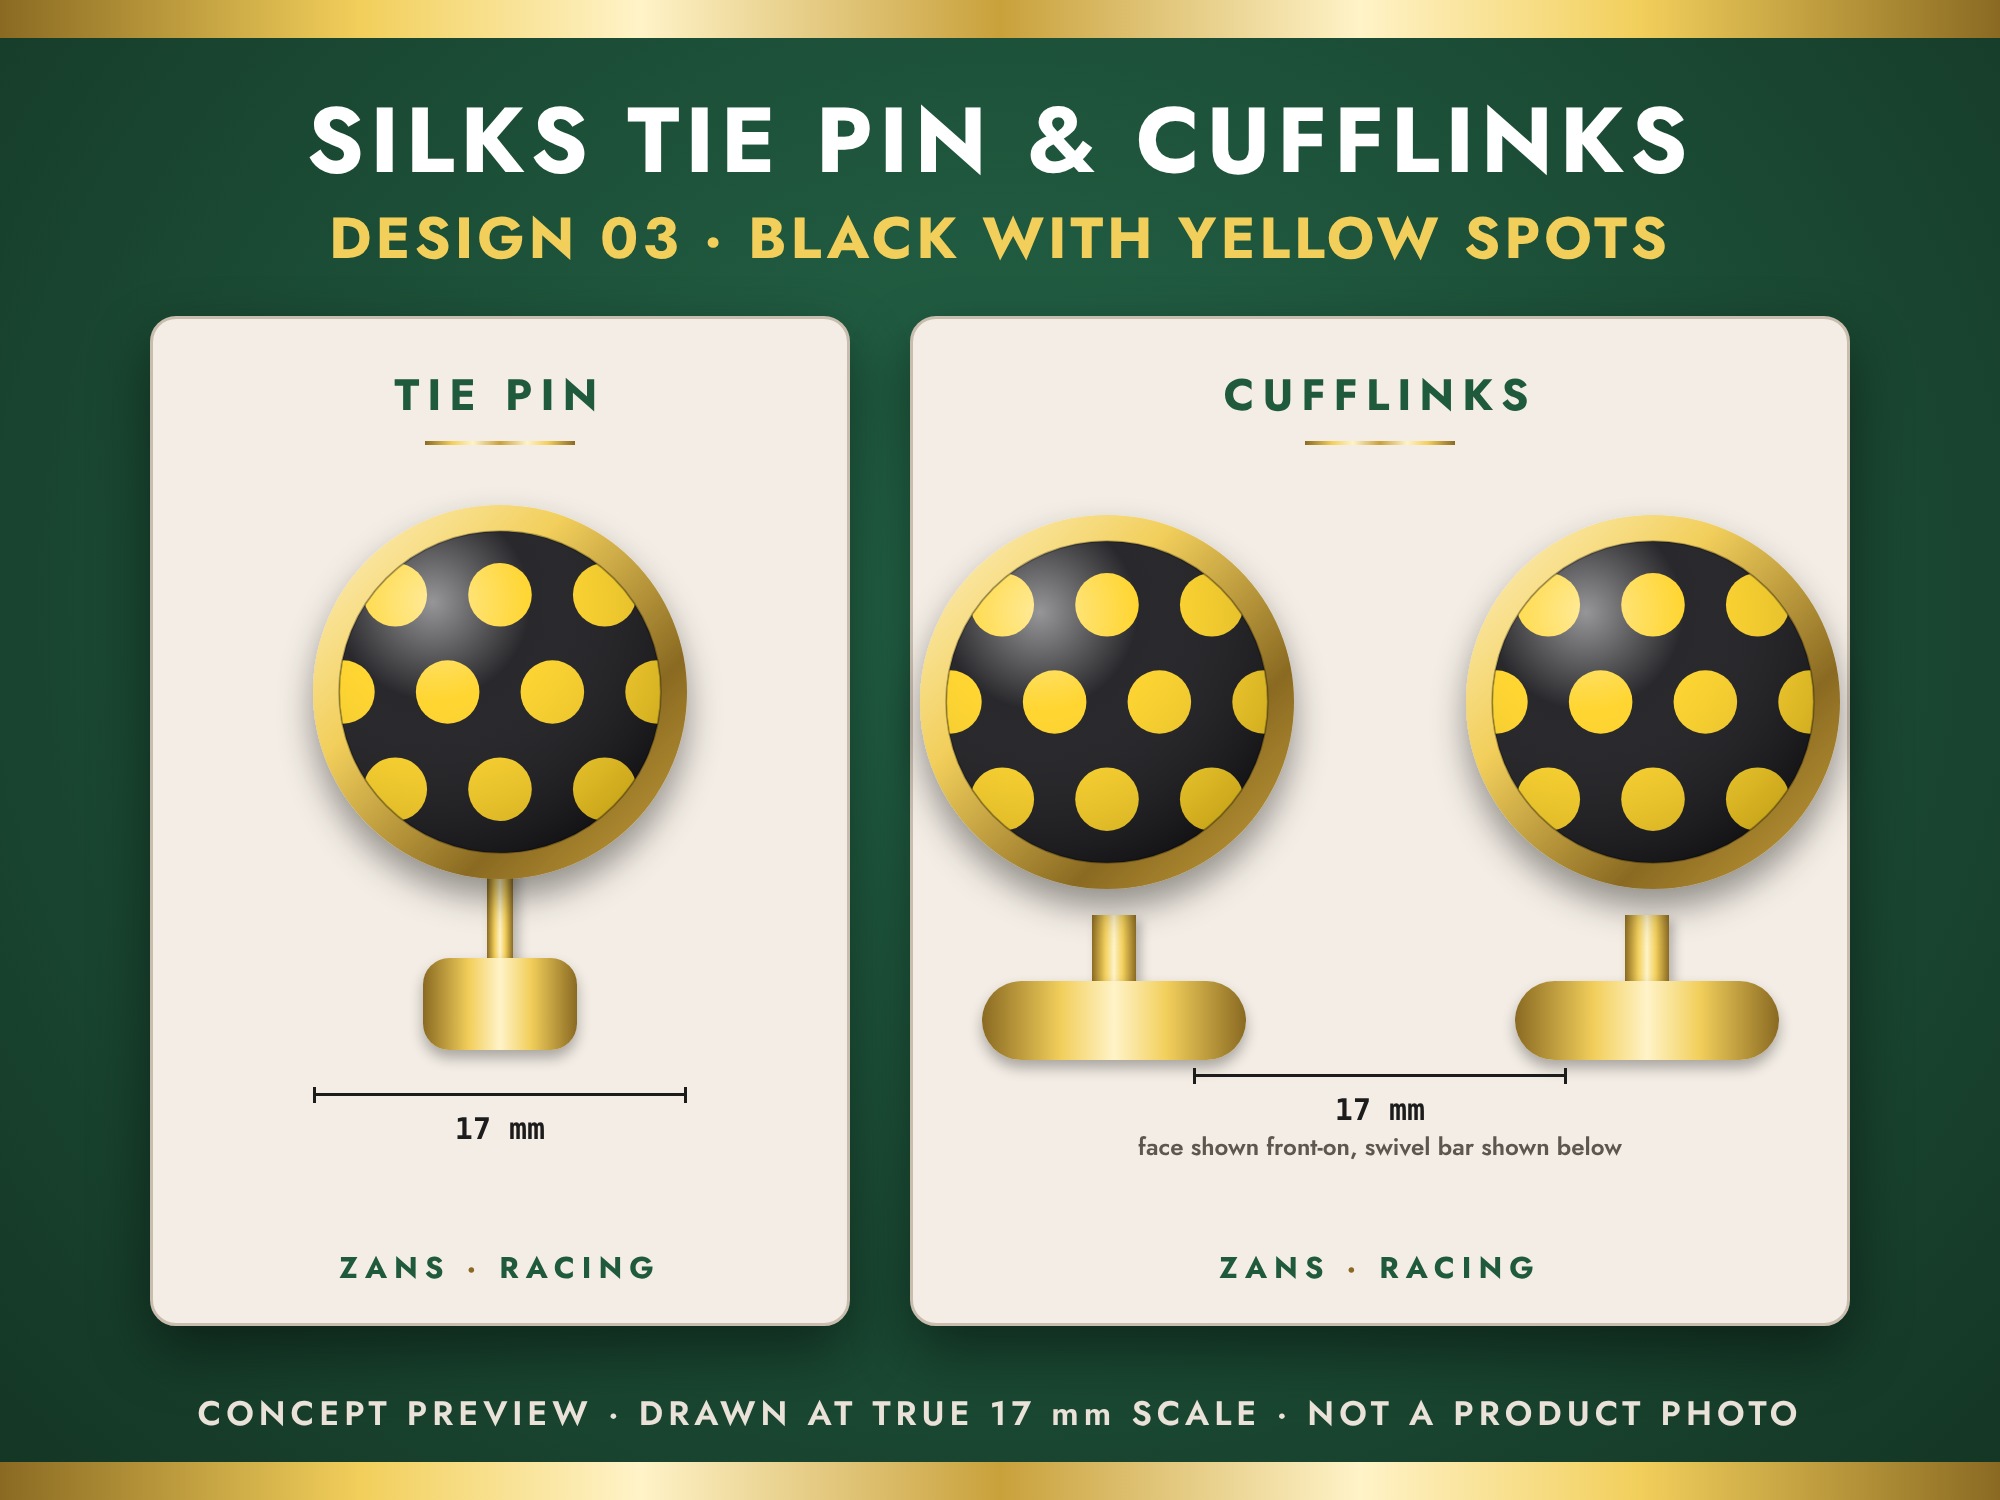 SILKS TIE PIN & CUFFLINKS
DESIGN 03 · BLACK WITH YELLOW SPOTS
TIE PIN
17 mm
ZANS · RACING
CUFFLINKS
17 mm
face shown front-on, swivel bar shown below
ZANS · RACING
CONCEPT PREVIEW · DRAWN AT TRUE 17 mm SCALE · NOT A PRODUCT PHOTO